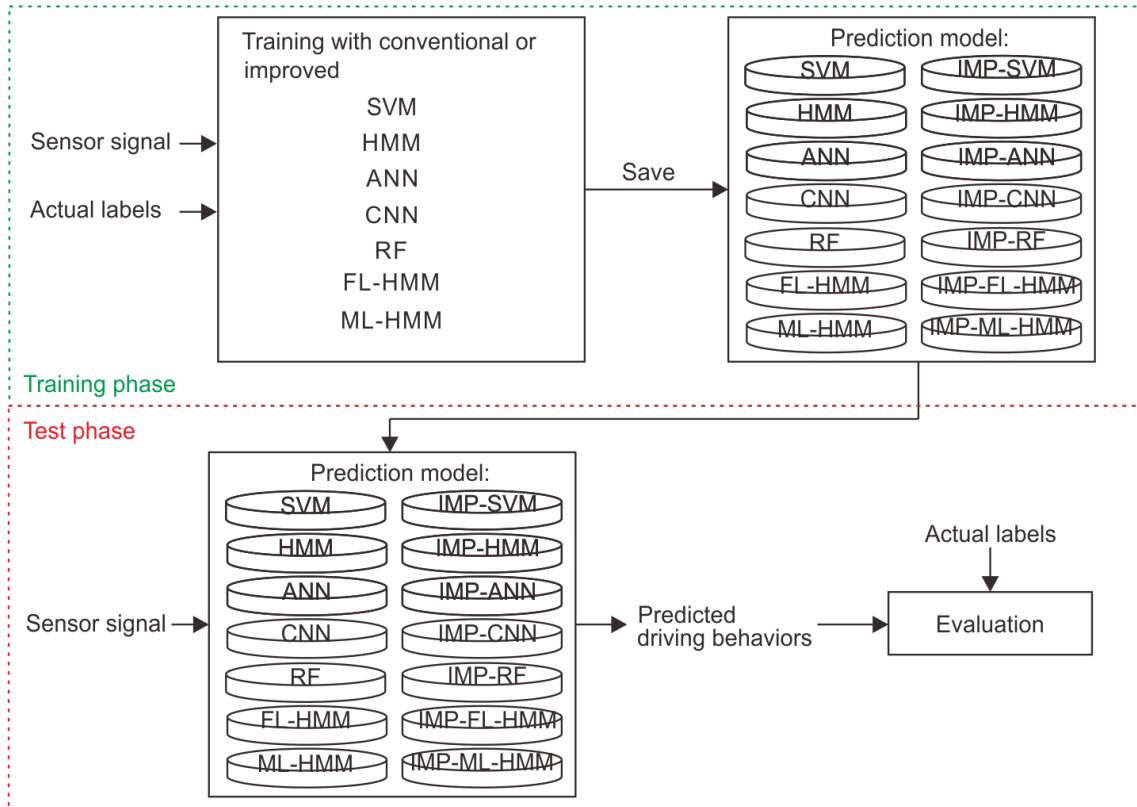 Training with conventional or
improved
SVM
HMM
ANN
CNN
RF
FL-HMM
ML-HMM
Sensor signal
Actual labels
Save
Prediction model:
SVM IMP-SVM
HMM IMP-HMM
ANN IMP-ANN
CNN IMP-CNN
RF IMP-RF
FL-HMM IMP-FL-HMM
ML-HMM IMP-ML-HMM
Training phase
Test phase
Prediction model:
SVM IMP-SVM
HMM IMP-HMM
ANN IMP-ANN
CNN IMP-CNN
RF IMP-RF
FL-HMM IMP-FL-HMM
ML-HMM IMP-ML-HMM
Sensor signal
Predicted
driving behaviors
Actual labels
Evaluation